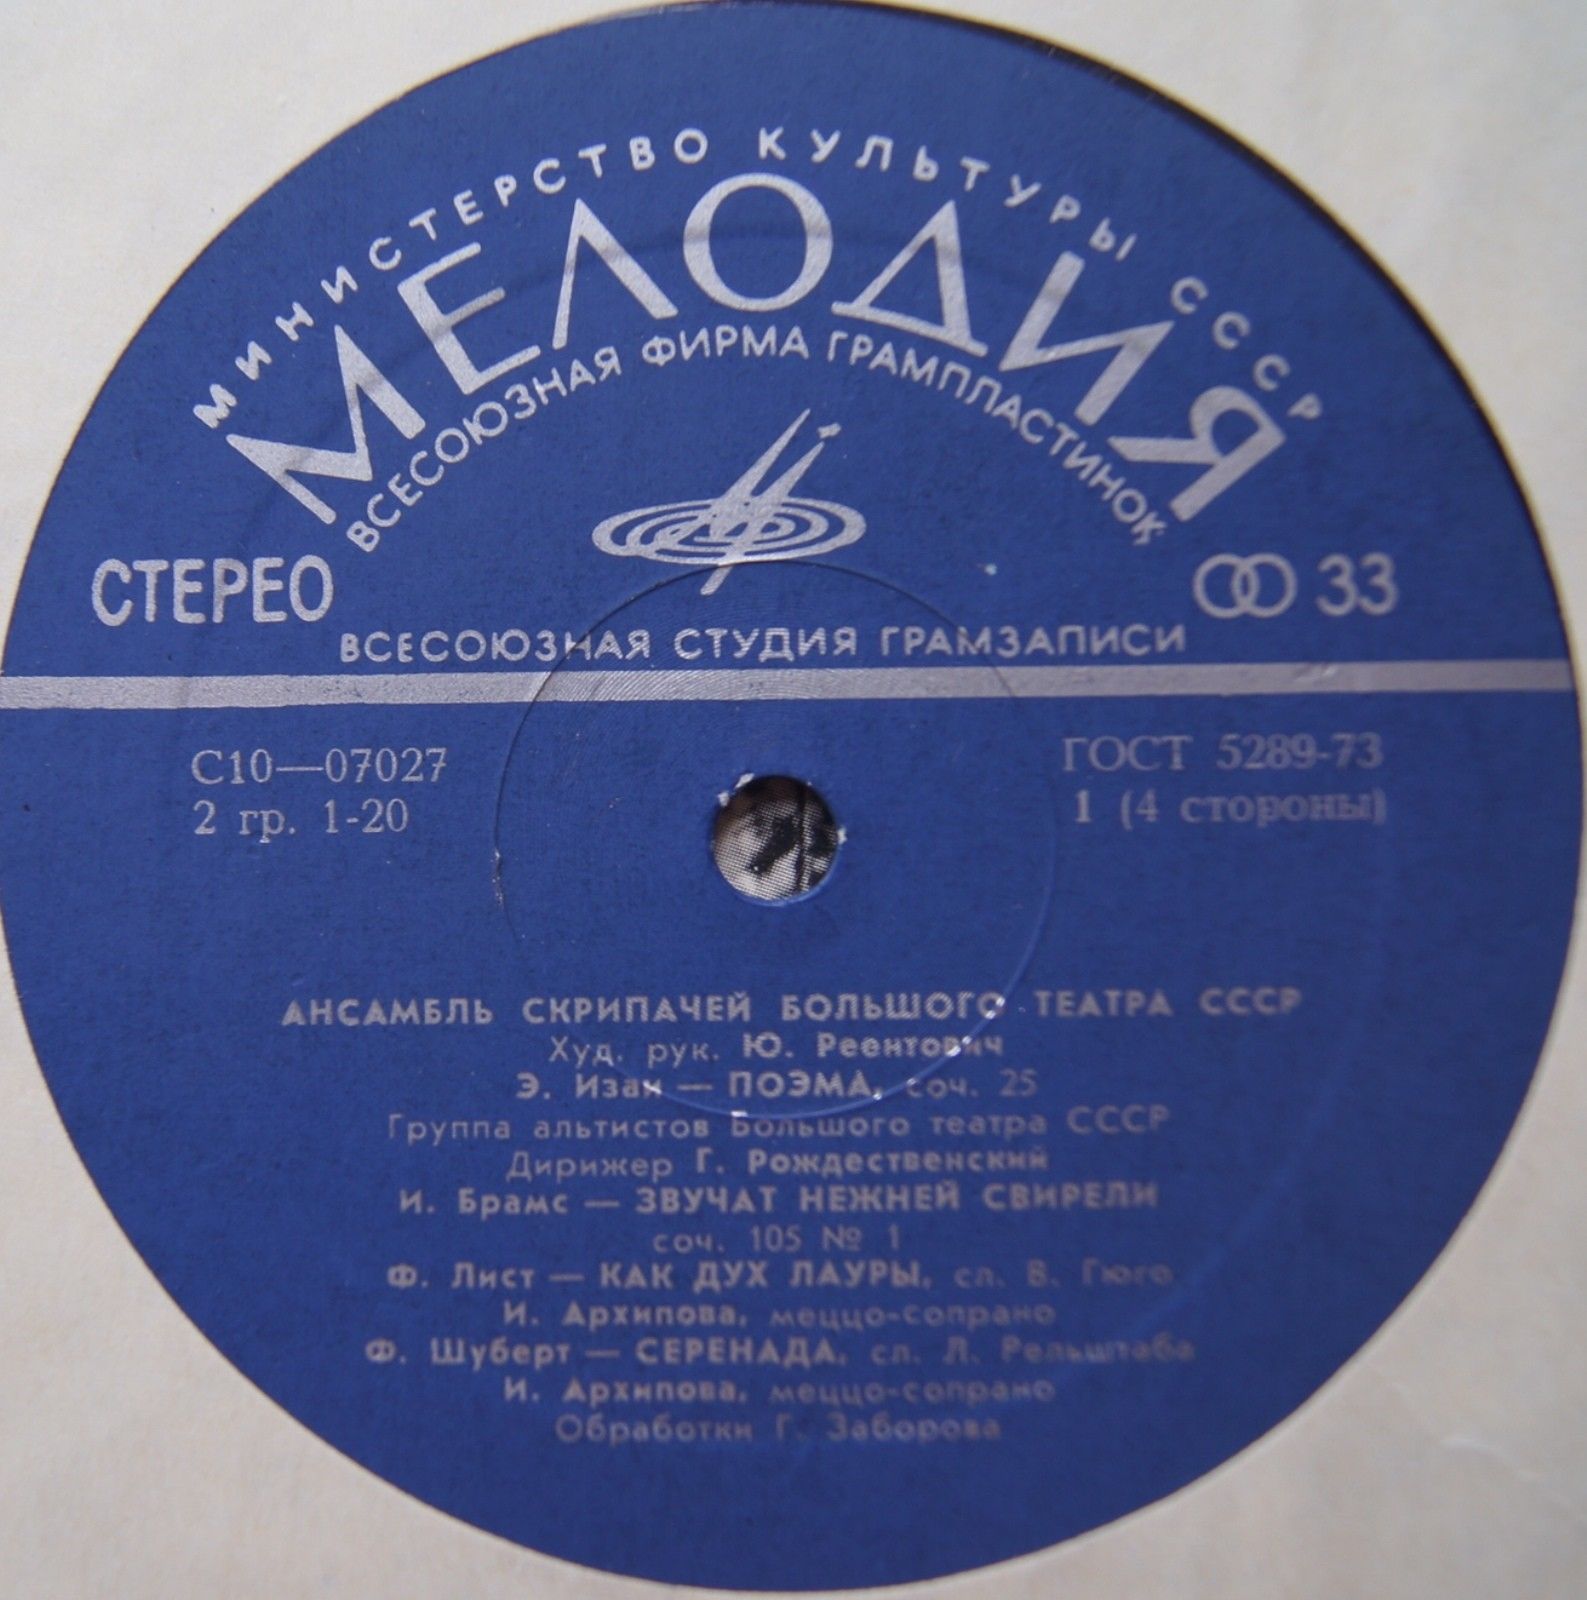 МИНИСТЕРСТВО КУЛЬТУРЫ СССР
МЕЛОДИЯ
ВСЕСОЮЗНАЯ ФИРМА ГРАМПЛАСТИНОК
СТЕРЕО
33
ВСЕСОЮЗНАЯ СТУДИЯ ГРАМЗАПИСИ
С10—07027
ГОСТ 5289-73
2 гр. 1-20
1 (4 стороны)
АНСАМБЛЬ СКРИПАЧЕЙ БОЛЬШОГО ТЕАТРА СССР
Худ. рук. Ю. Реентович
Э. Изаи — ПОЭМА, соч. 25
Группа альтистов Большого театра СССР
Дирижер Г. Рождественский
И. Брамс — ЗВУЧАТ НЕЖНЕЙ СВИРЕЛИ
соч. 105 № 1
Ф. Лист — КАК ДУХ ЛАУРЫ, сл. В. Гюго
И. Архипова, меццо-сопрано
Ф. Шуберт — СЕРЕНАДА, сл. Л. Рельштаба
И. Архипова, меццо-сопрано
Обработки Г. Заборова